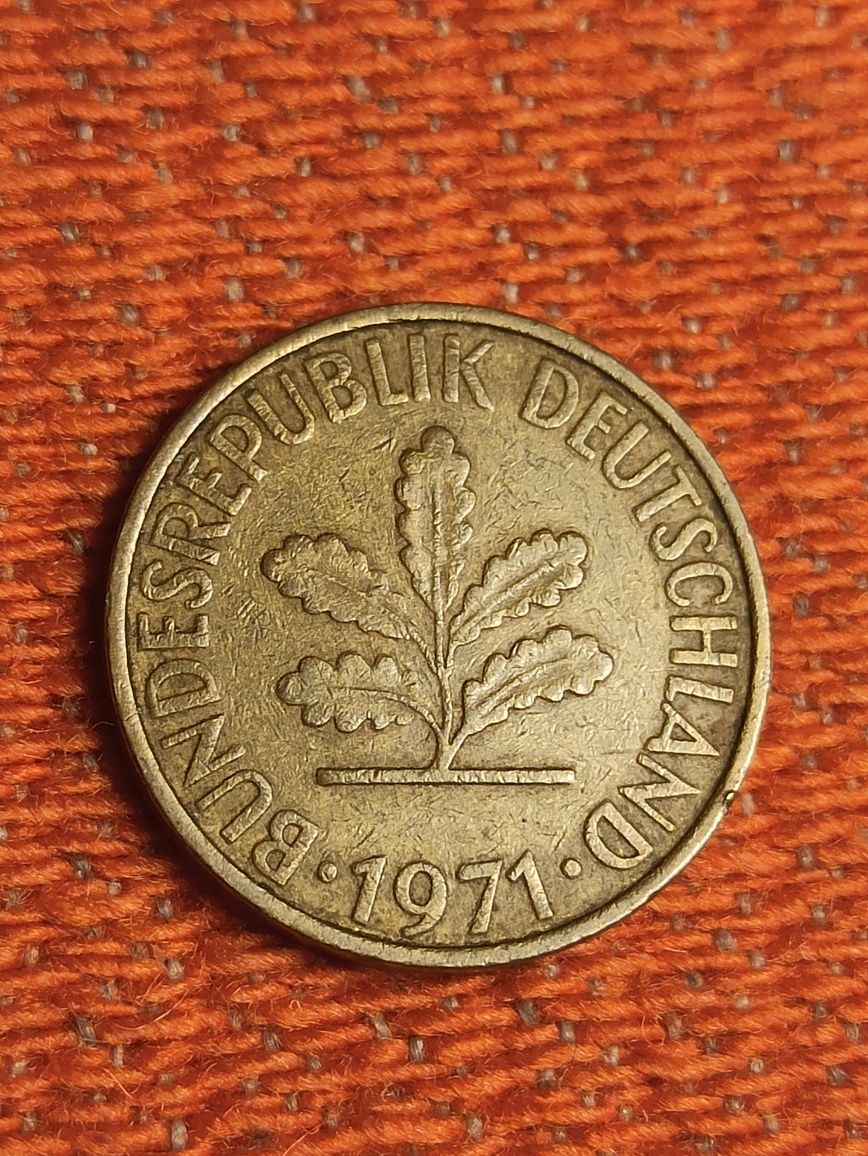 BUNDESREPUBLIK DEUTSCHLAND
· 1971 ·